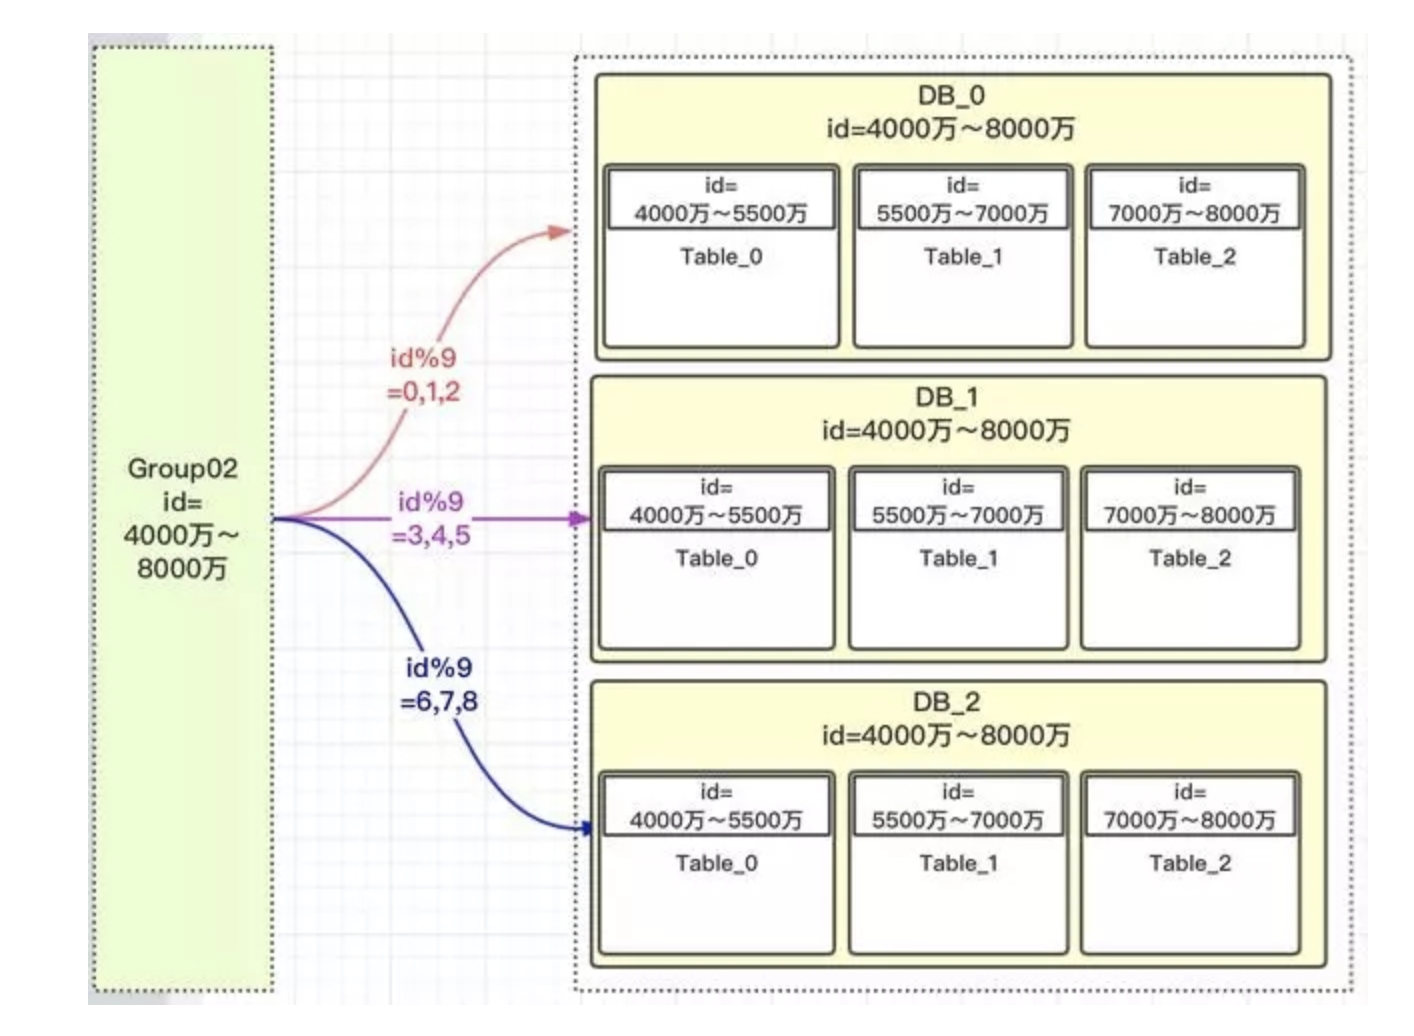 Group02
id=
4000万～
8000万
id%9
=0,1,2
id%9
=3,4,5
id%9
=6,7,8
DB_0
id=4000万～8000万
id=
4000万～5500万
Table_0
id=
5500万～7000万
Table_1
id=
7000万～8000万
Table_2
DB_1
id=4000万～8000万
id=
4000万～5500万
Table_0
id=
5500万～7000万
Table_1
id=
7000万～8000万
Table_2
DB_2
id=4000万～8000万
id=
4000万～5500万
Table_0
id=
5500万～7000万
Table_1
id=
7000万～8000万
Table_2